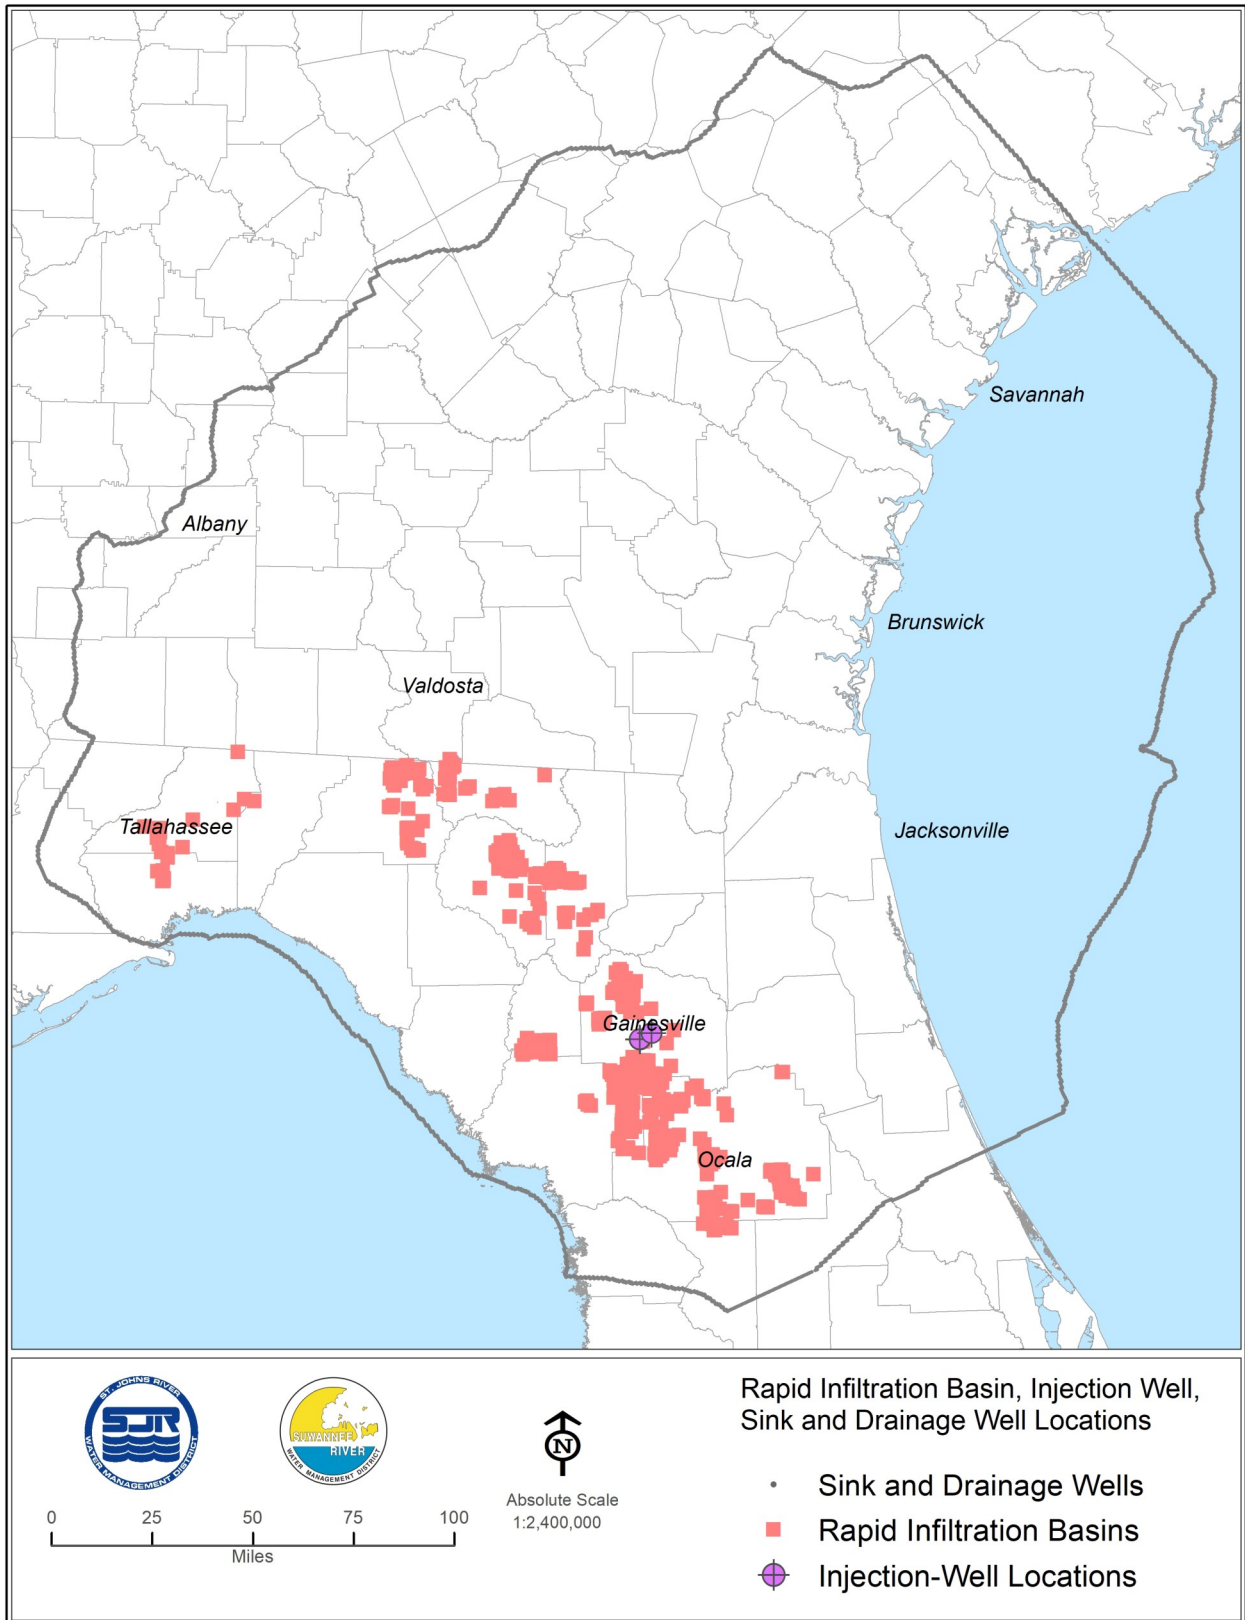 Savannah
Albany
Brunswick
Valdosta
Tallahassee
Jacksonville
Gainesville
Ocala
ST. JOHNS RIVER
SJR
WATER MANAGEMENT DISTRICT
SUWANNEE
RIVER
WATER MANAGEMENT DISTRICT
N
Absolute Scale
1:2,400,000
0 25 50 75 100
Miles
Rapid Infiltration Basin, Injection Well,
Sink and Drainage Well Locations
Sink and Drainage Wells
Rapid Infiltration Basins
Injection-Well Locations